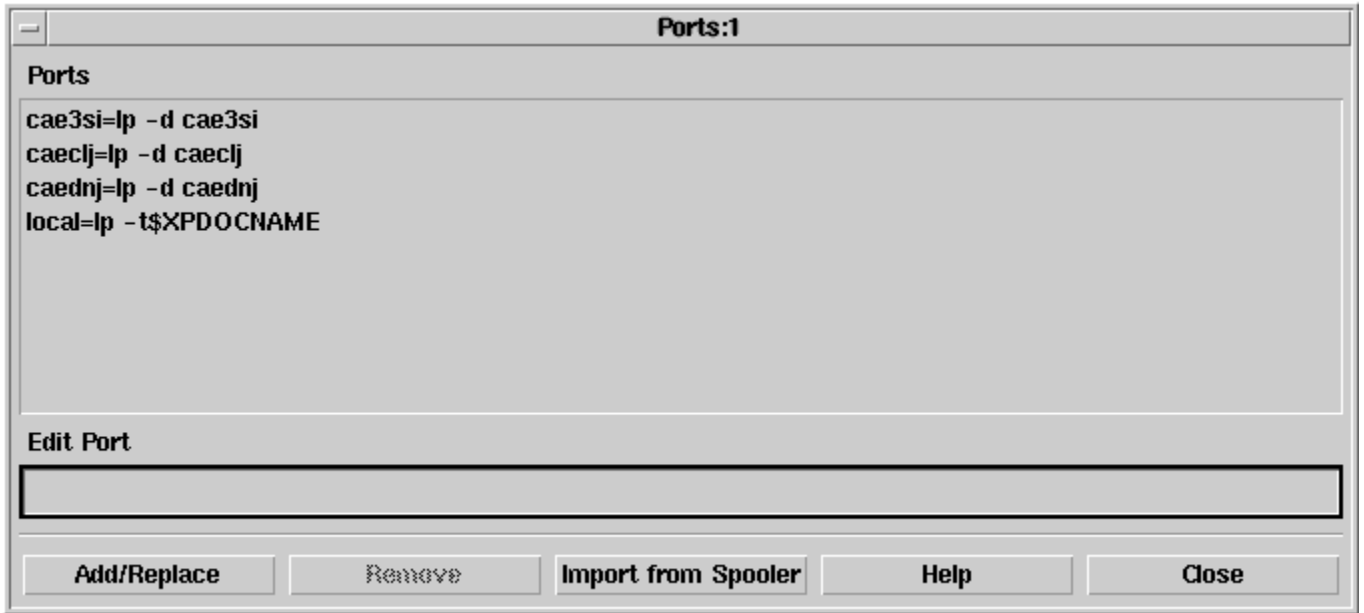 Ports:1
Ports
cae3si=lp -d cae3si
caeclj=lp -d caeclj
caednj=lp -d caednj
local=lp -t$XPDOCNAME
Edit Port
Add/Replace Remove Import from Spooler Help Close